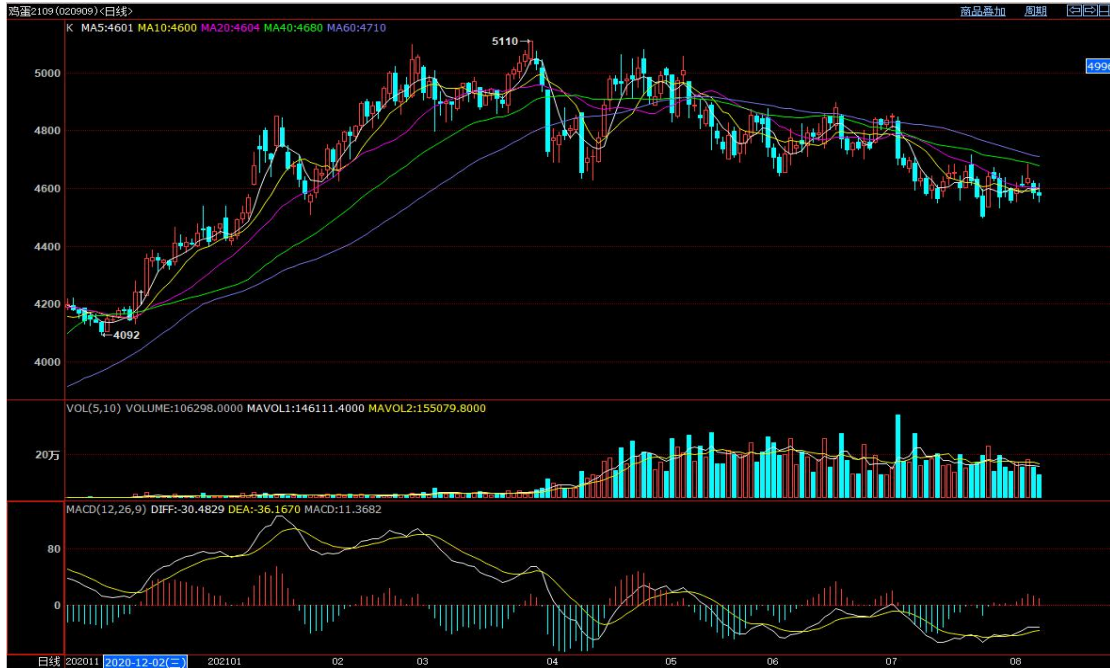 鸡蛋2109(020909)<日线> 商品叠加 周期
K MA5:4601 MA10:4600 MA20:4604 MA40:4680 MA60:4710
5110
5000
4996
4800
4600
4400
4200
4092
4000
VOL(5,10) VOLUME:106298.0000 MAVOL1:146111.4000 MAVOL2:155079.8000
20万
MACD(12,26,9) DIFF:-30.4829 DEA:-36.1670 MACD:11.3682
80
0
日线 202011 2020-12-02(三) 202101 02 03 04 05 06 07 08